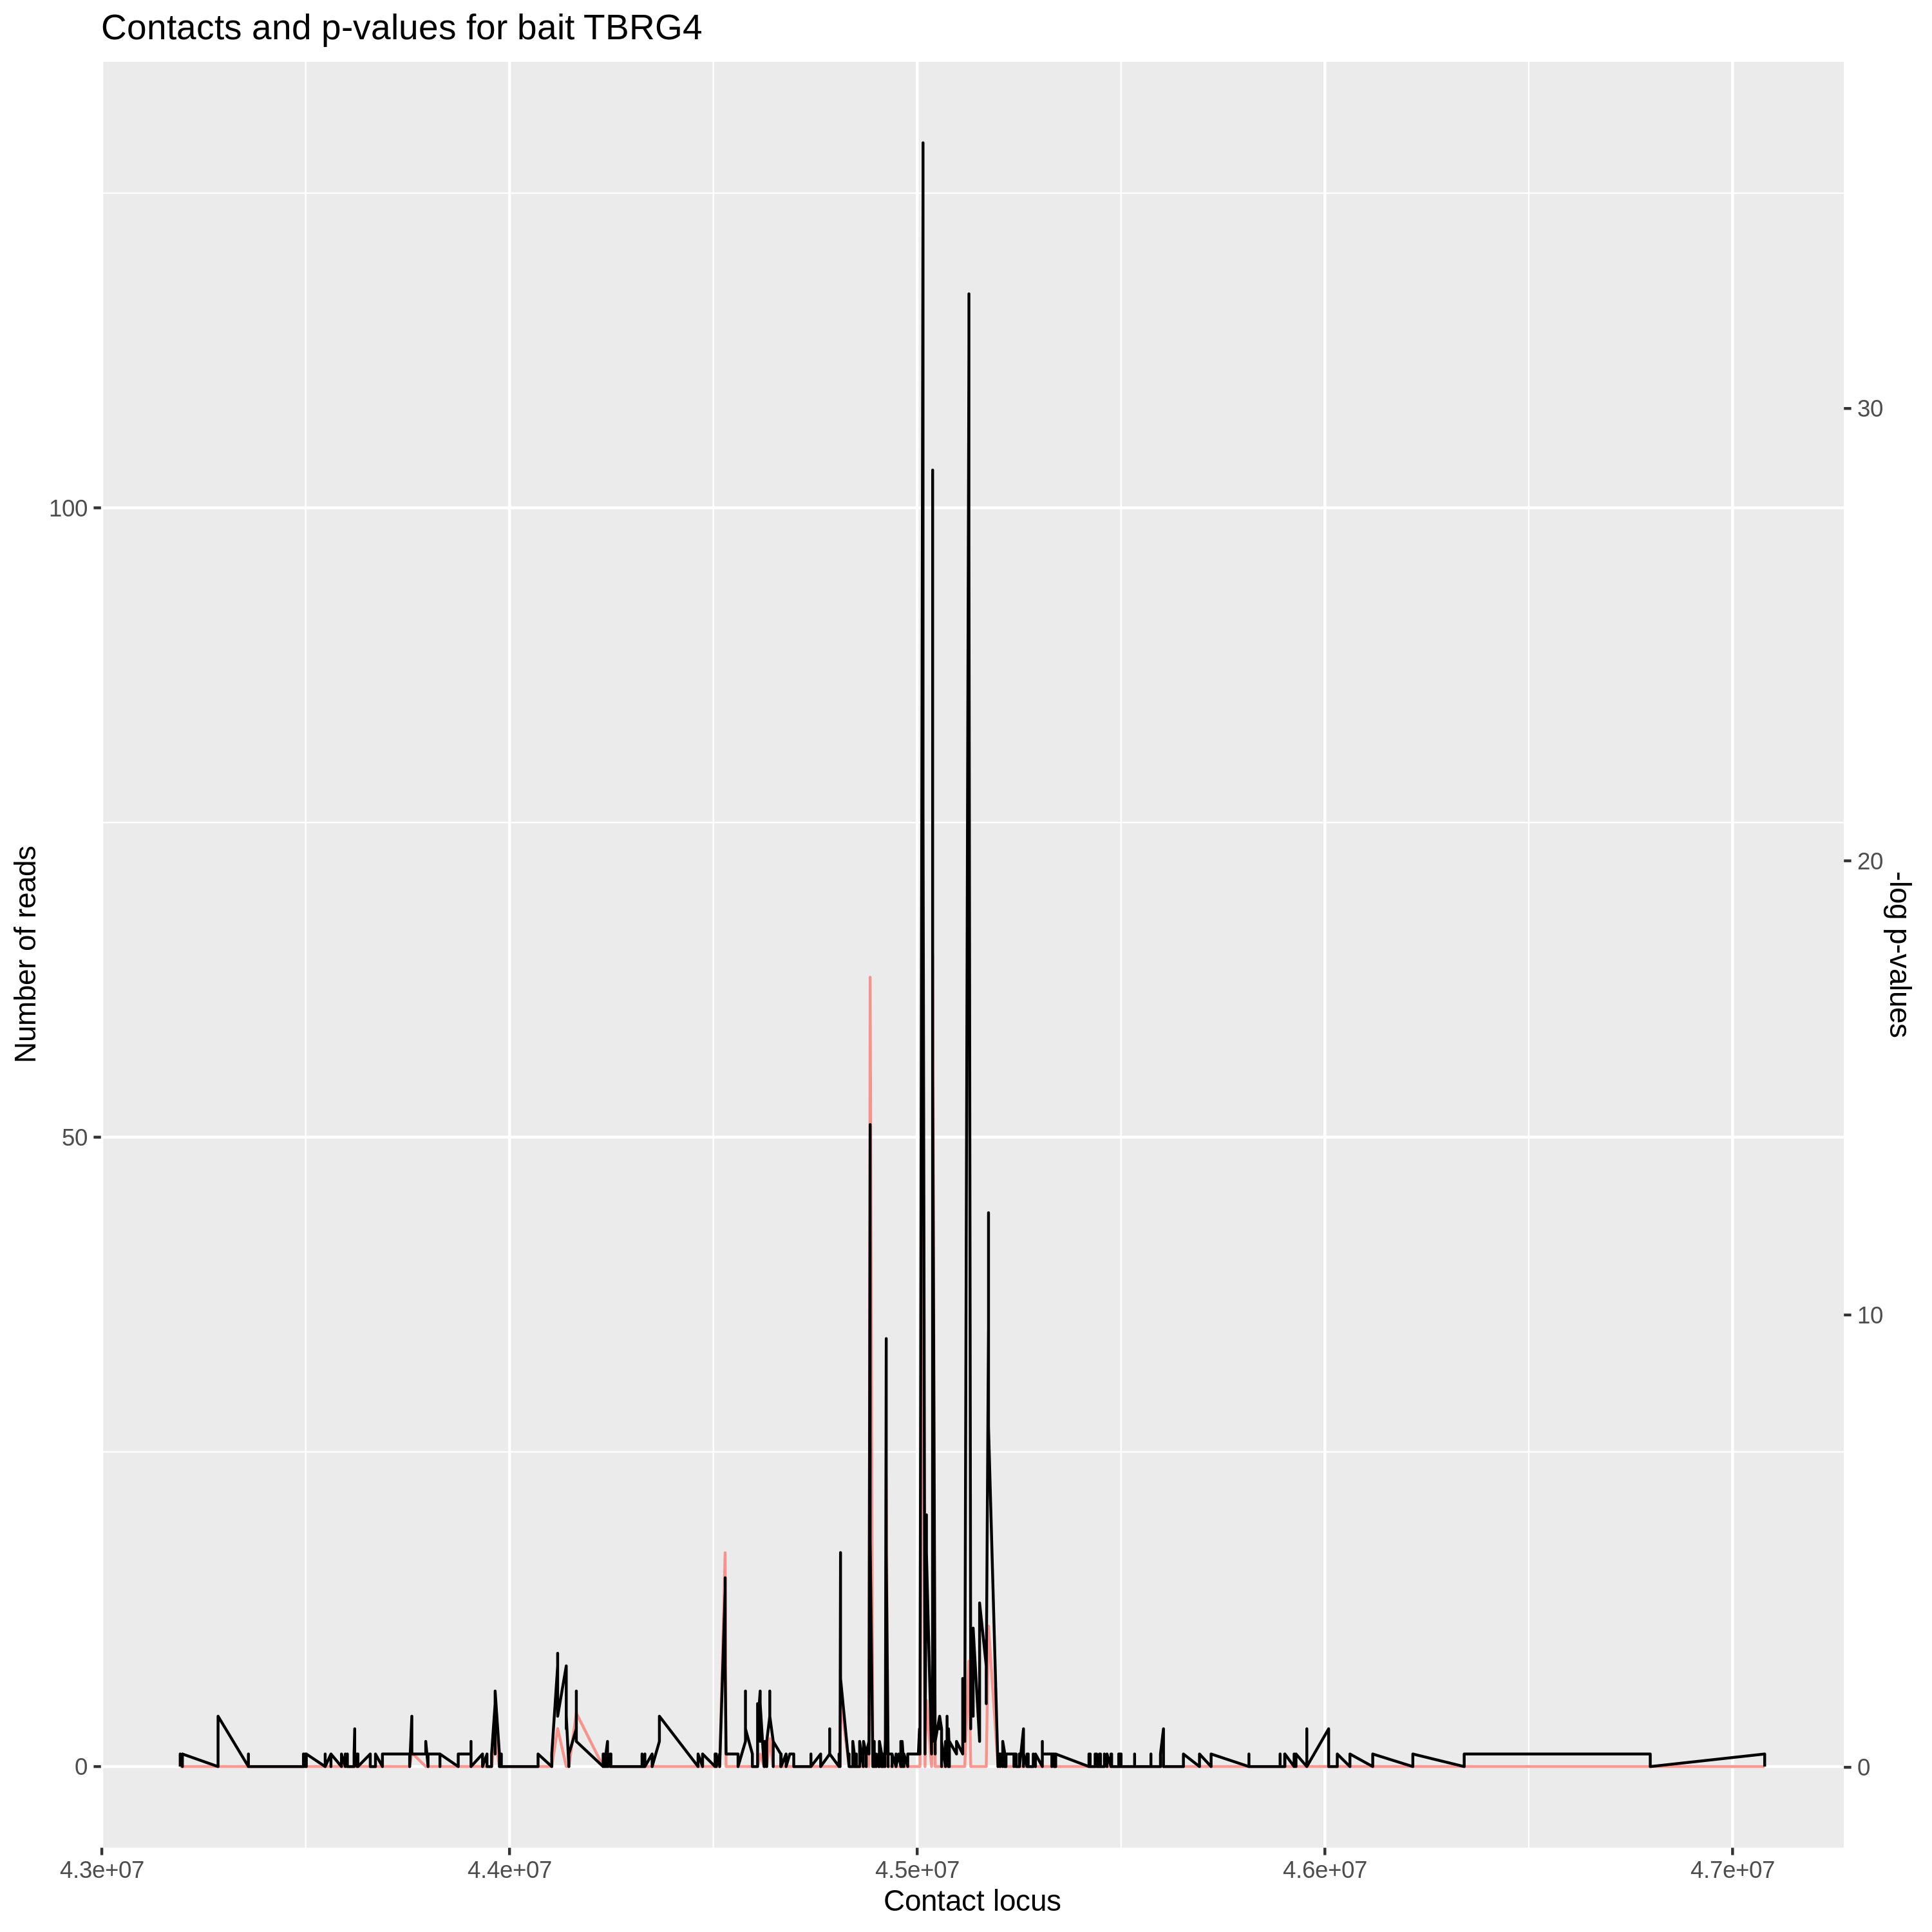 Contacts and p-values for bait TBRG4
Number of reads
100
50
0
30
20
10
0
-log p-values
4.3e+07
4.4e+07
4.5e+07
4.6e+07
4.7e+07
Contact locus